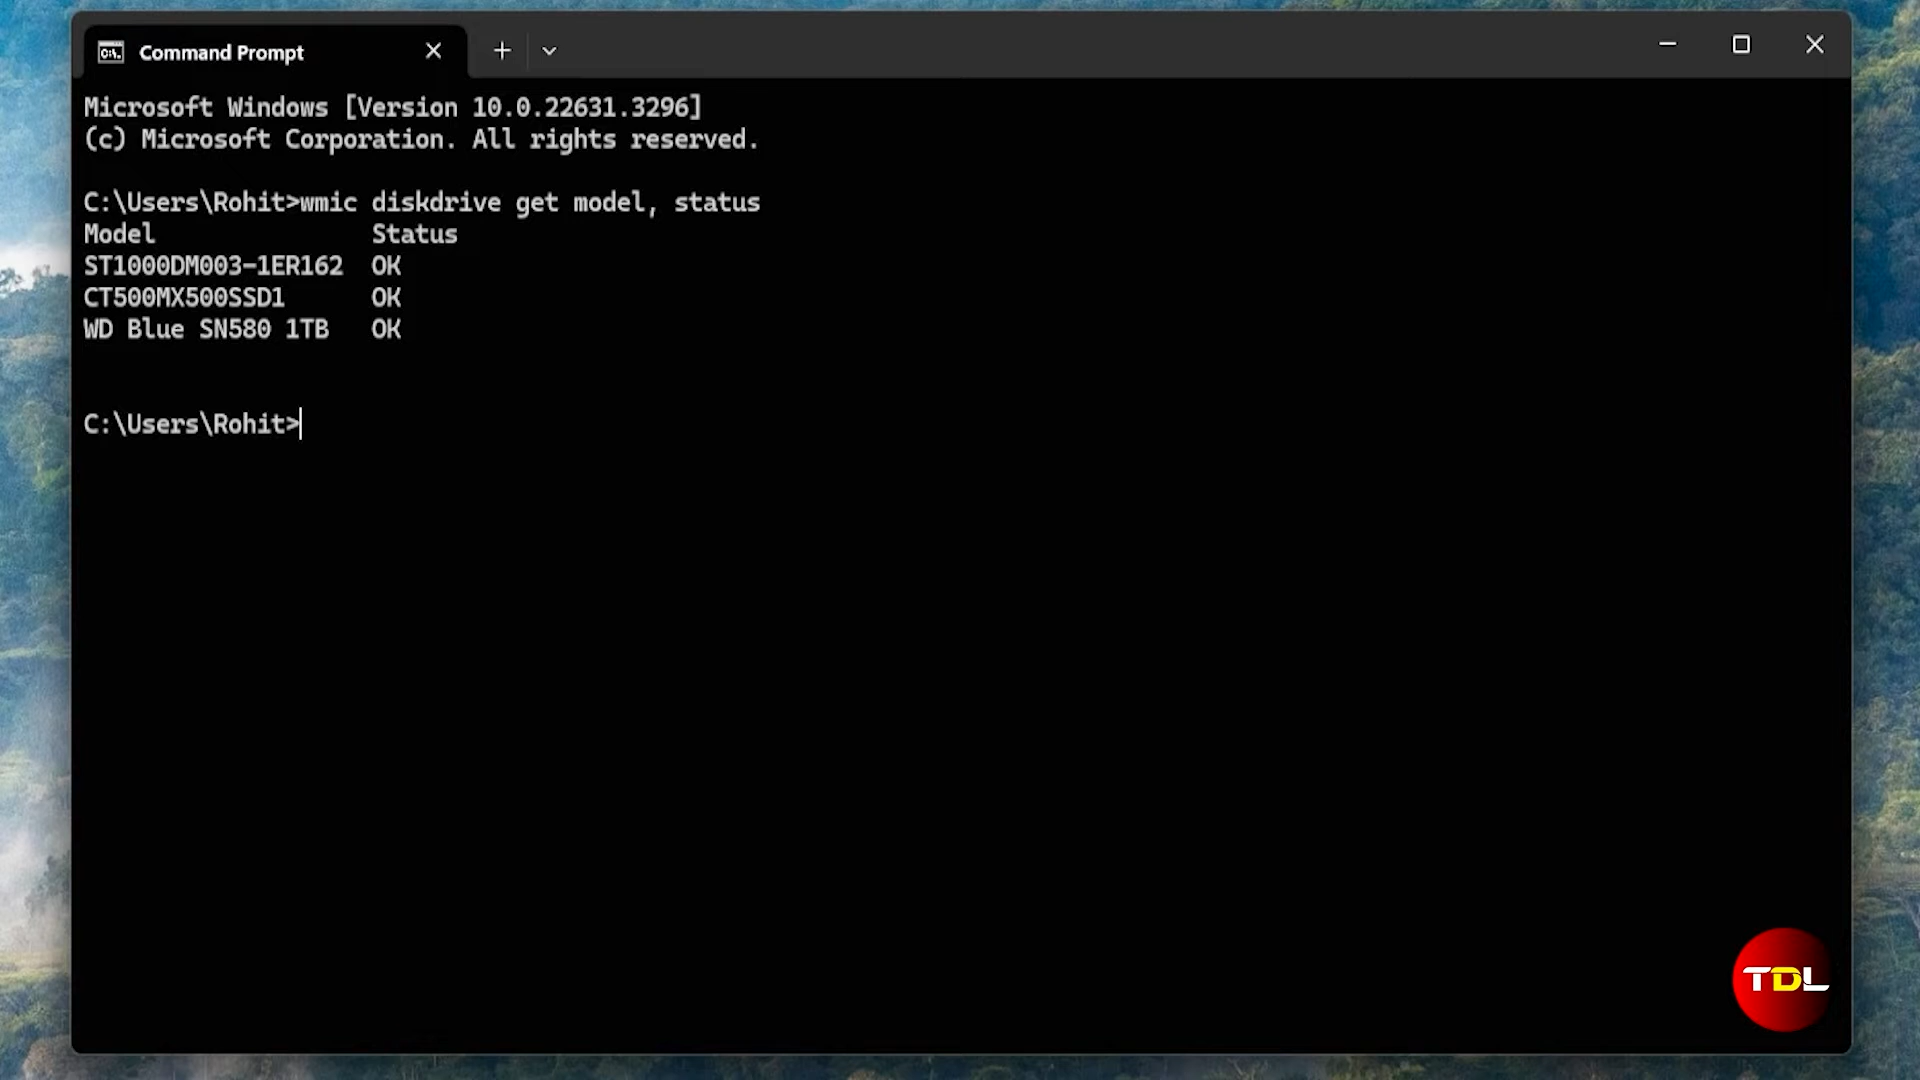 Command Prompt
Microsoft Windows [Version 10.0.22631.3296]
(c) Microsoft Corporation. All rights reserved.
C:\Users\Rohit>wmic diskdrive get model, status
Model Status
ST1000DM003-1ER162 OK
CT500MX500SSD1 OK
WD Blue SN580 1TB OK
C:\Users\Rohit>
TDL